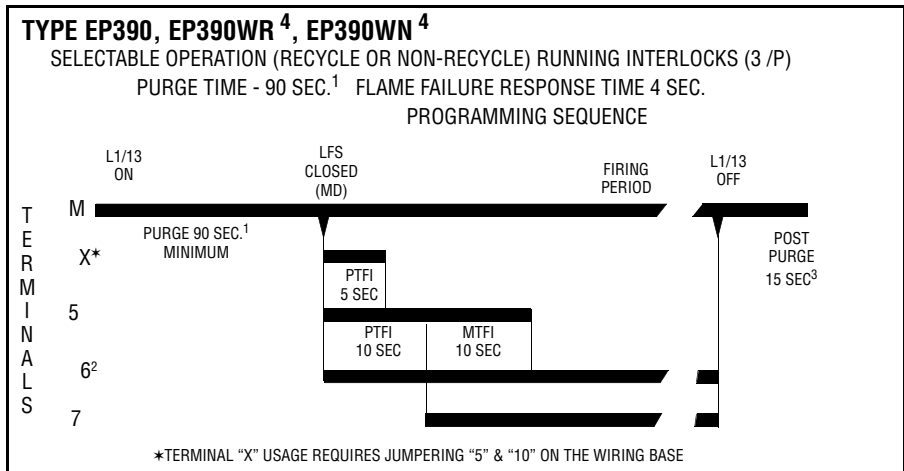 TYPE EP390, EP390WR 4, EP390WN 4
SELECTABLE OPERATION (RECYCLE OR NON-RECYCLE) RUNNING INTERLOCKS (3 /P)
PURGE TIME - 90 SEC.1 FLAME FAILURE RESPONSE TIME 4 SEC.
PROGRAMMING SEQUENCE
L1/13
ON
LFS
CLOSED
(MD)
FIRING
PERIOD
L1/13
OFF
TERMINALS
M
PURGE 90 SEC.1
MINIMUM
POST
PURGE
15 SEC3
X*
PTFI
5 SEC
5
PTFI
10 SEC
MTFI
10 SEC
62
7
*TERMINAL “X” USAGE REQUIRES JUMPERING “5” & “10” ON THE WIRING BASE